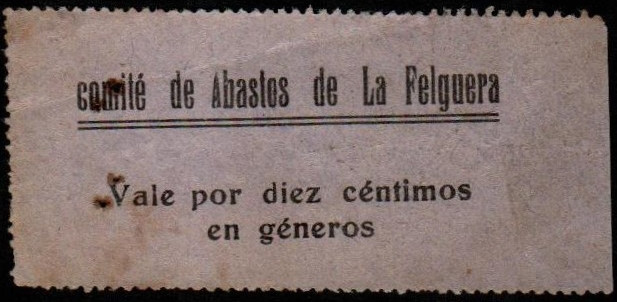 comité de Abastos de La Felguera
Vale por diez céntimos
en géneros